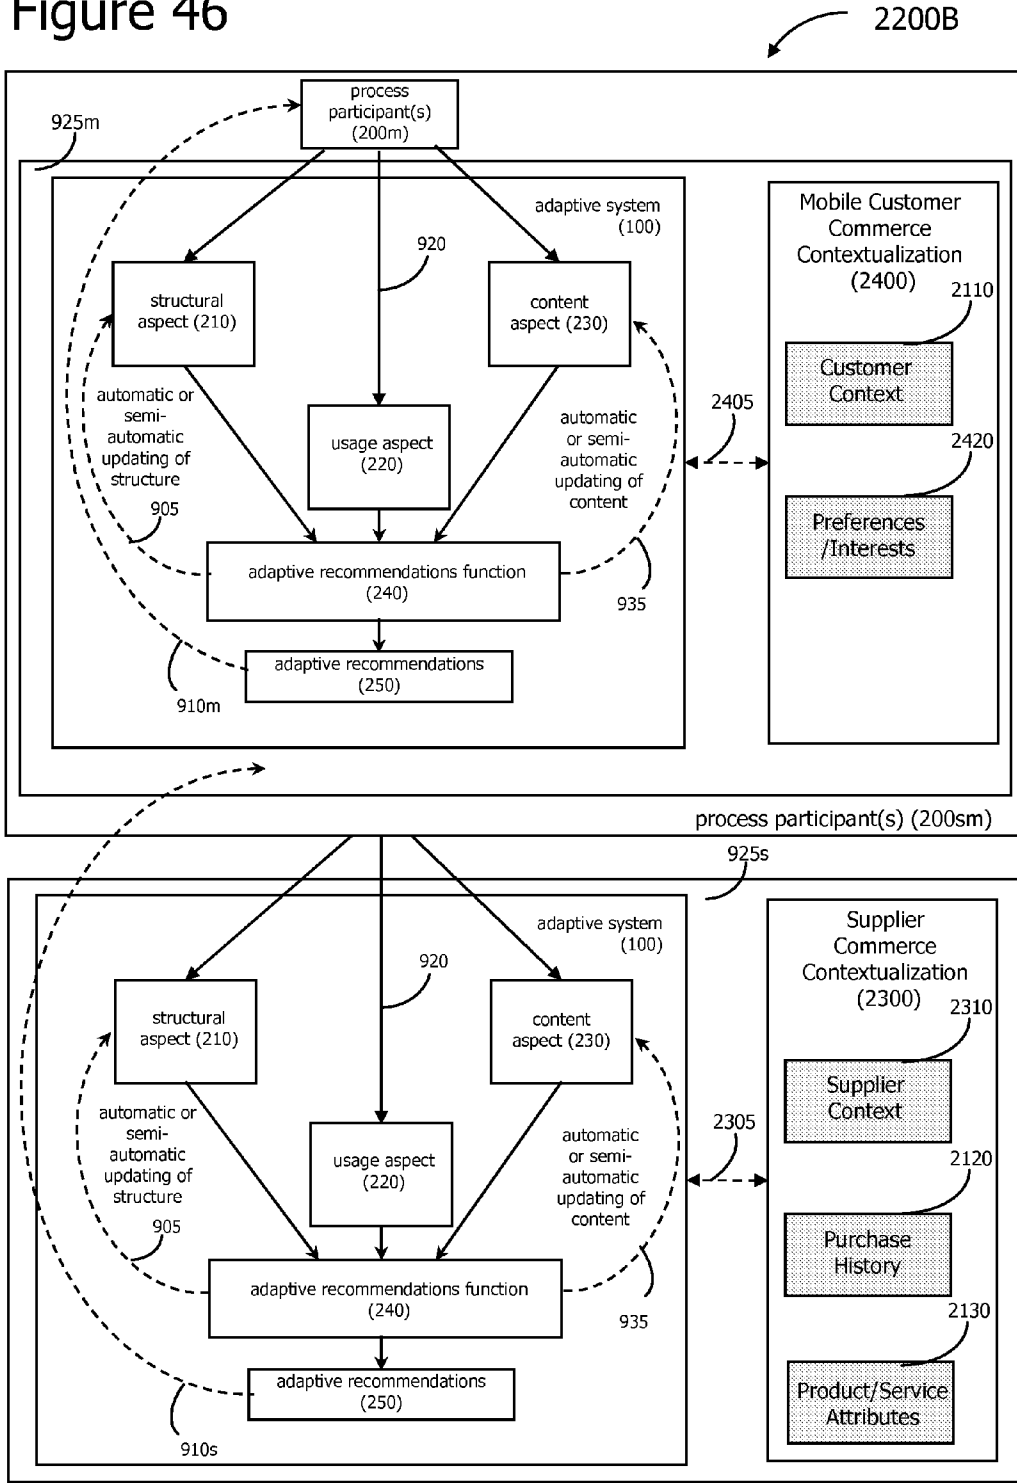 Figure 46
2200B
process
participant(s)
(200m)
925m
adaptive system
(100)
920
structural
aspect (210)
content
aspect (230)
automatic or
semi-
automatic
updating of
structure
905
usage aspect
(220)
automatic
or semi-
automatic
updating of
content
adaptive recommendations function
(240)
935
adaptive recommendations
(250)
910m
2405
Mobile Customer
Commerce
Contextualization
(2400)
2110
Customer
Context
2420
Preferences
/Interests
process participant(s) (200sm)
925s
adaptive system
(100)
920
structural
aspect (210)
content
aspect (230)
automatic or
semi-
automatic
updating of
structure
905
usage aspect
(220)
automatic
or semi-
automatic
updating of
content
adaptive recommendations function
(240)
935
adaptive recommendations
(250)
910s
2305
Supplier
Commerce
Contextualization
(2300)
2310
Supplier
Context
2120
Purchase
History
2130
Product/Service
Attributes